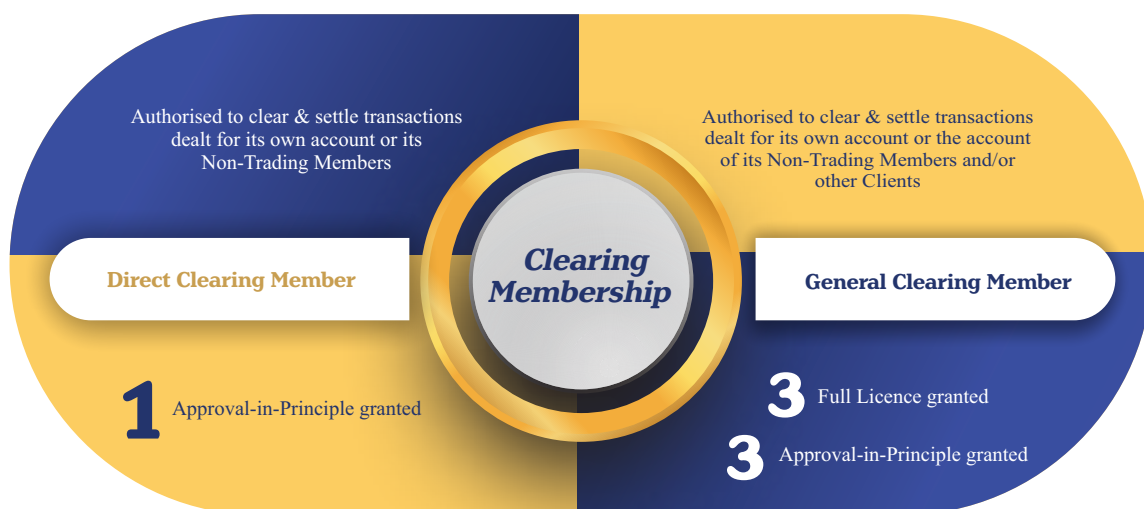 Authorised to clear & settle transactions
dealt for its own account or its
Non-Trading Members
Direct Clearing Member
1 Approval-in-Principle granted
Clearing
Membership
Authorised to clear & settle transactions
dealt for its own account or the account
of its Non-Trading Members and/or
other Clients
General Clearing Member
3 Full Licence granted
3 Approval-in-Principle granted